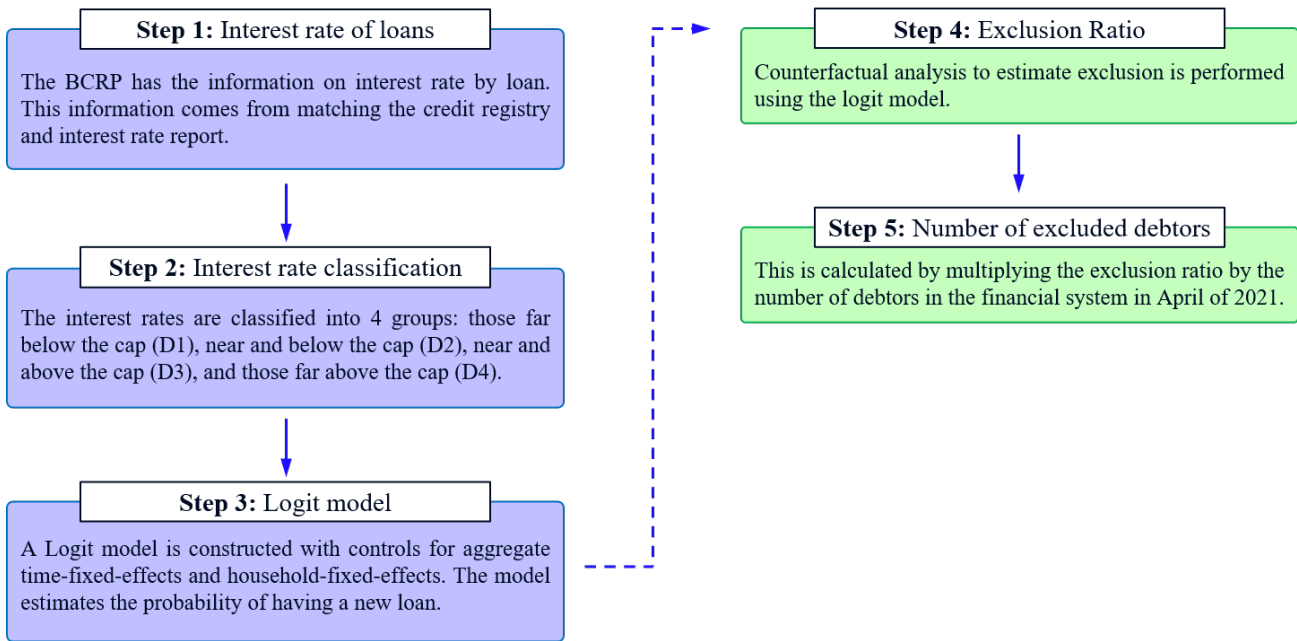 Step 1: Interest rate of loans
The BCRP has the information on interest rate by loan.
This information comes from matching the credit registry
and interest rate report.
Step 2: Interest rate classification
The interest rates are classified into 4 groups: those far
below the cap (D1), near and below the cap (D2), near and
above the cap (D3), and those far above the cap (D4).
Step 3: Logit model
A Logit model is constructed with controls for aggregate
time-fixed-effects and household-fixed-effects. The model
estimates the probability of having a new loan.
Step 4: Exclusion Ratio
Counterfactual analysis to estimate exclusion is performed
using the logit model.
Step 5: Number of excluded debtors
This is calculated by multiplying the exclusion ratio by the
number of debtors in the financial system in April of 2021.